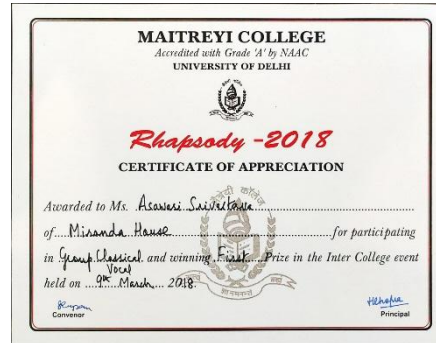 MAITREYI COLLEGE
Accredited with Grade 'A' by NAAC
UNIVERSITY OF DELHI
Rhapsody -2018
CERTIFICATE OF APPRECIATION
Awarded to Ms. Asavari Srivastava
of Miranda House for participating
in Group Classical and winning First Prize in the Inter College event
Vocal
held on 9th March 2018.
Convenor Principal